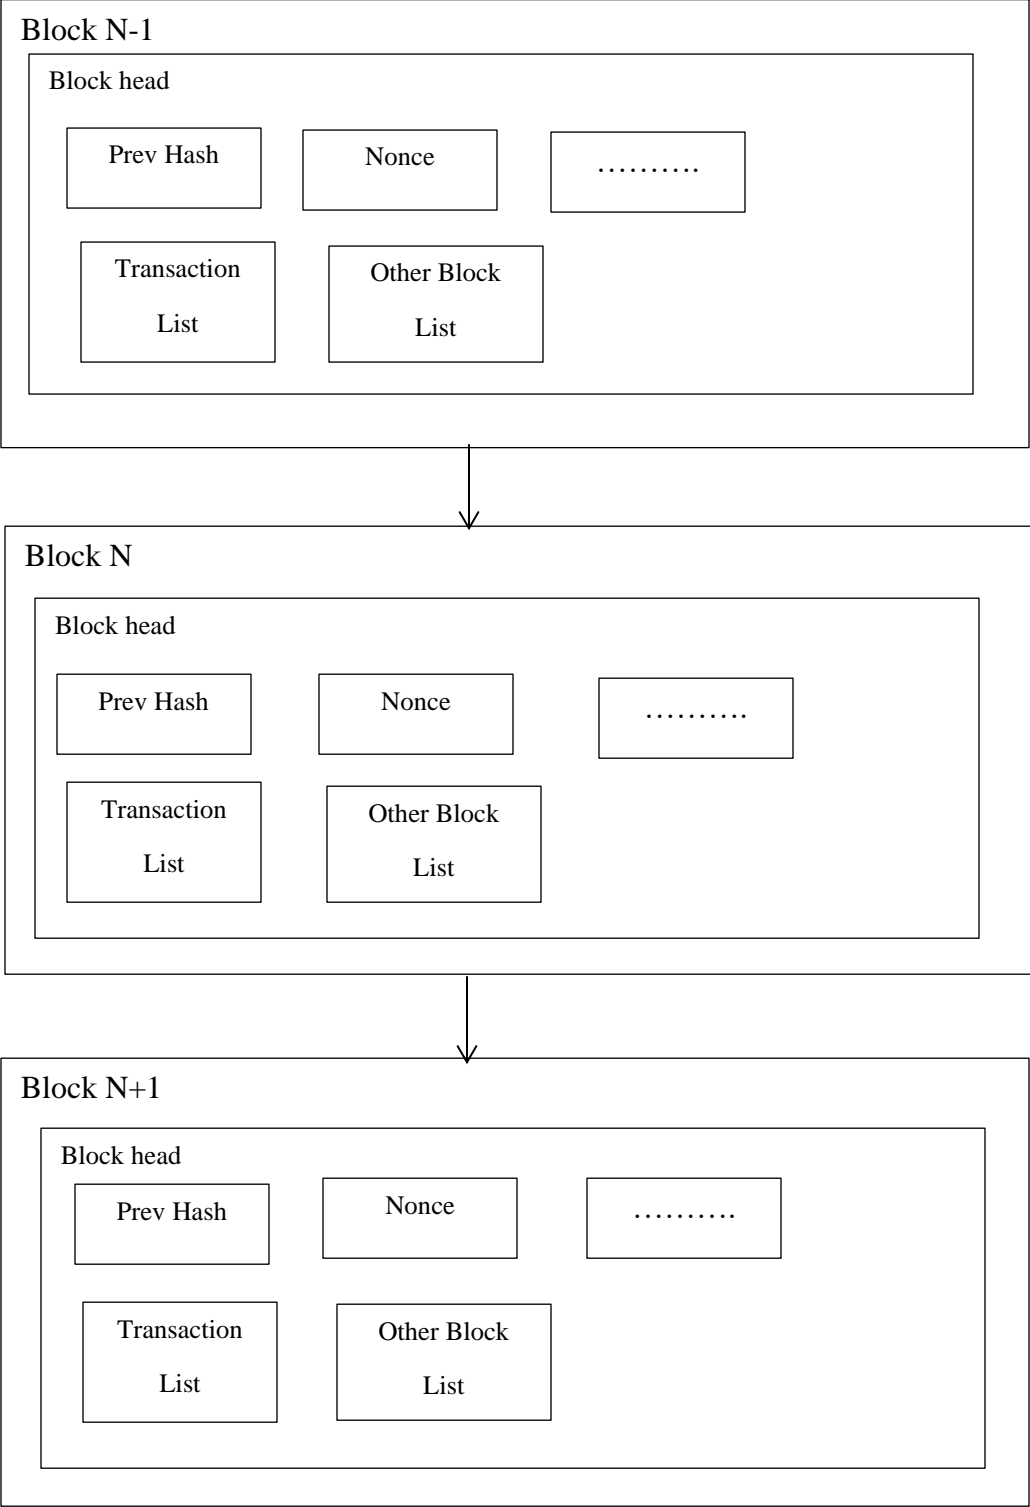 Block N-1
Block head
Prev Hash
Nonce
……….
Transaction
List
Other Block
List
Block N
Block head
Prev Hash
Nonce
……….
Transaction
List
Other Block
List
Block N+1
Block head
Prev Hash
Nonce
……….
Transaction
List
Other Block
List